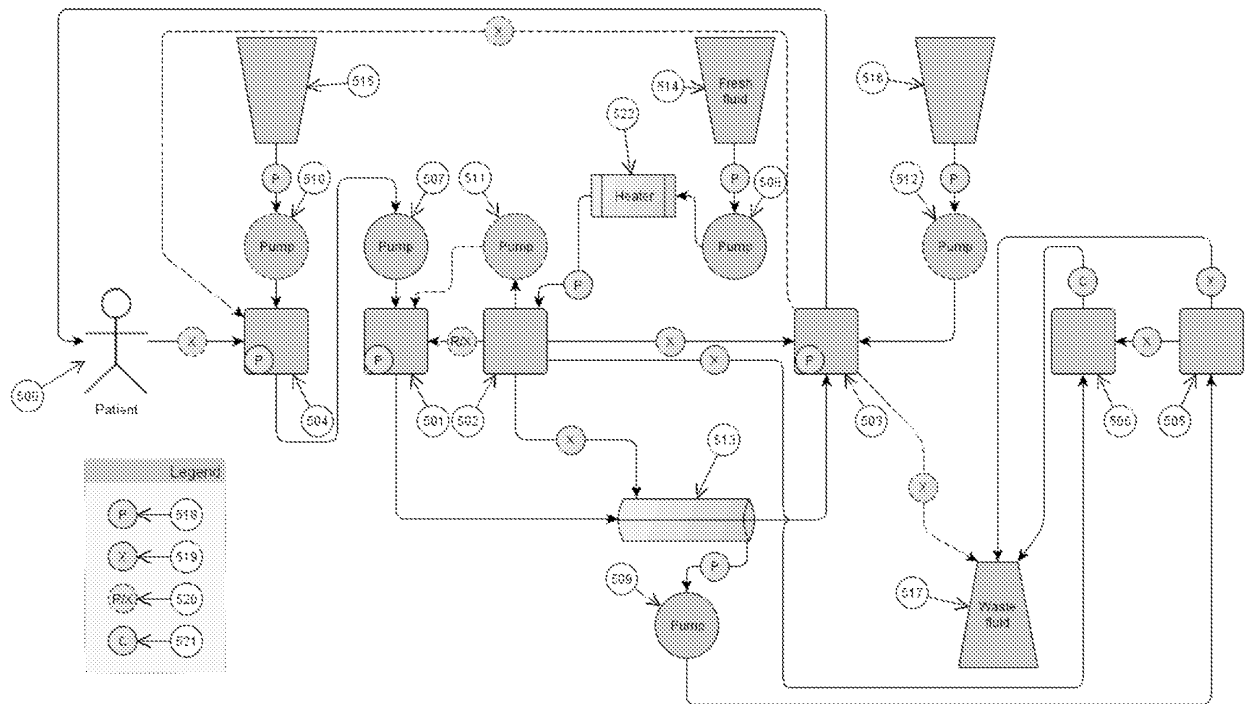 X
515
514
Fresh fluid
516
522
P
510
507
511
Heater
P
508
512
P
Pump
Pump
Pump
Pump
Pump
P
C
X
X
P
P
R/X
X
X
P
X
500
Patient
504
501
502
503
506
505
X
513
X
Legend
P
518
X
519
R/X
520
C
521
P
509
Pump
517
Waste fluid